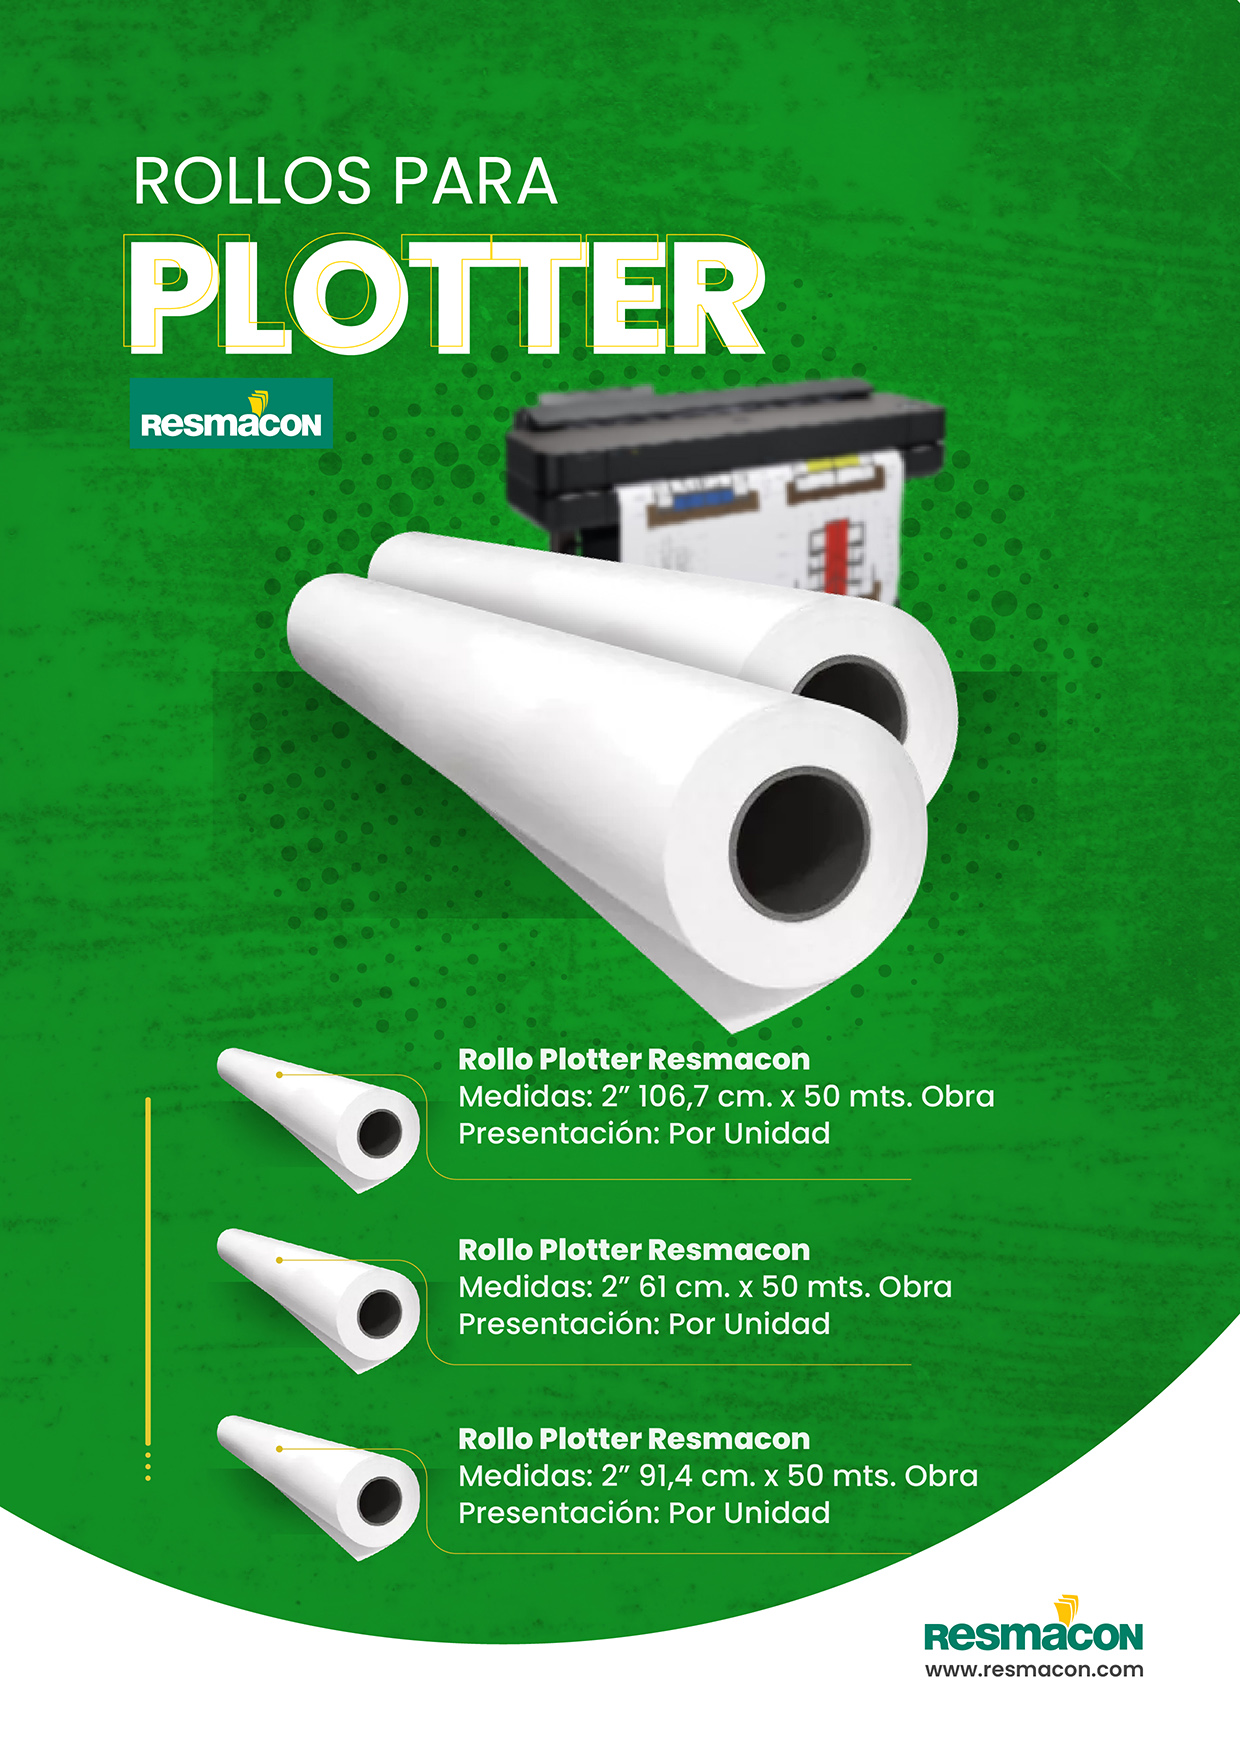 ROLLOS PARA
PLOTTER
Resmacon
Rollo Plotter Resmacon
Medidas: 2” 106,7 cm. x 50 mts. Obra
Presentación: Por Unidad
Rollo Plotter Resmacon
Medidas: 2” 61 cm. x 50 mts. Obra
Presentación: Por Unidad
Rollo Plotter Resmacon
Medidas: 2” 91,4 cm. x 50 mts. Obra
Presentación: Por Unidad
Resmacon
www.resmacon.com